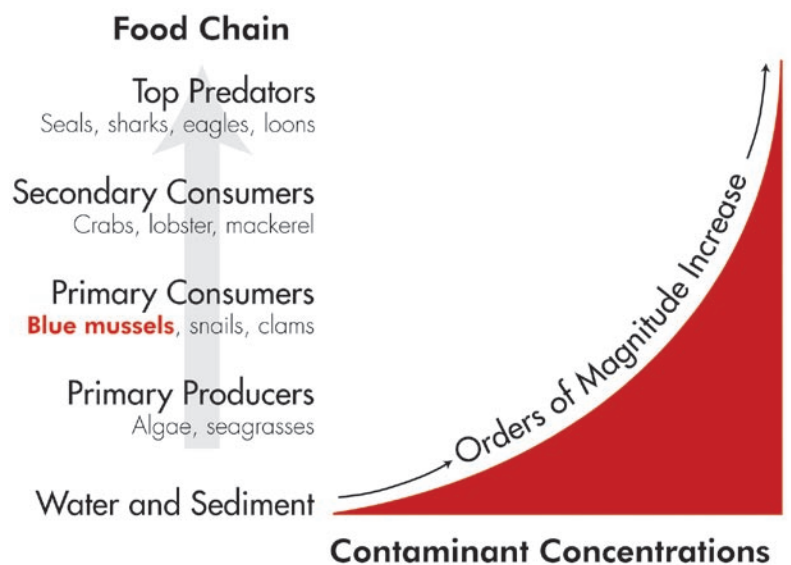 Food Chain
Top Predators
Seals, sharks, eagles, loons
Secondary Consumers
Crabs, lobster, mackerel
Primary Consumers
Blue mussels, snails, clams
Primary Producers
Algae, seagrasses
Water and Sediment
Orders of Magnitude Increase
Contaminant Concentrations